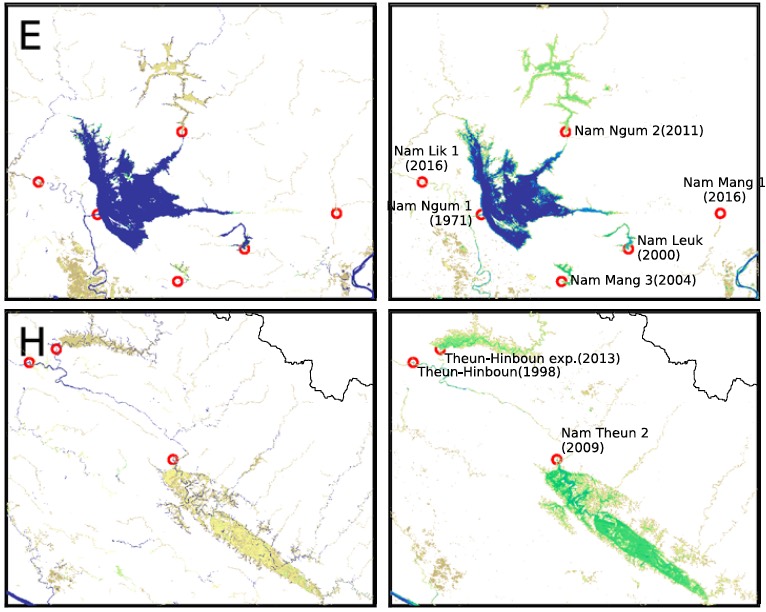 E
Nam Ngum 2(2011)
Nam Lik 1
(2016)
Nam Mang 1
(2016)
Nam Ngum 1
(1971)
Nam Leuk
(2000)
Nam Mang 3(2004)
H
Theun-Hinboun exp.(2013)
Theun-Hinboun(1998)
Nam Theun 2
(2009)